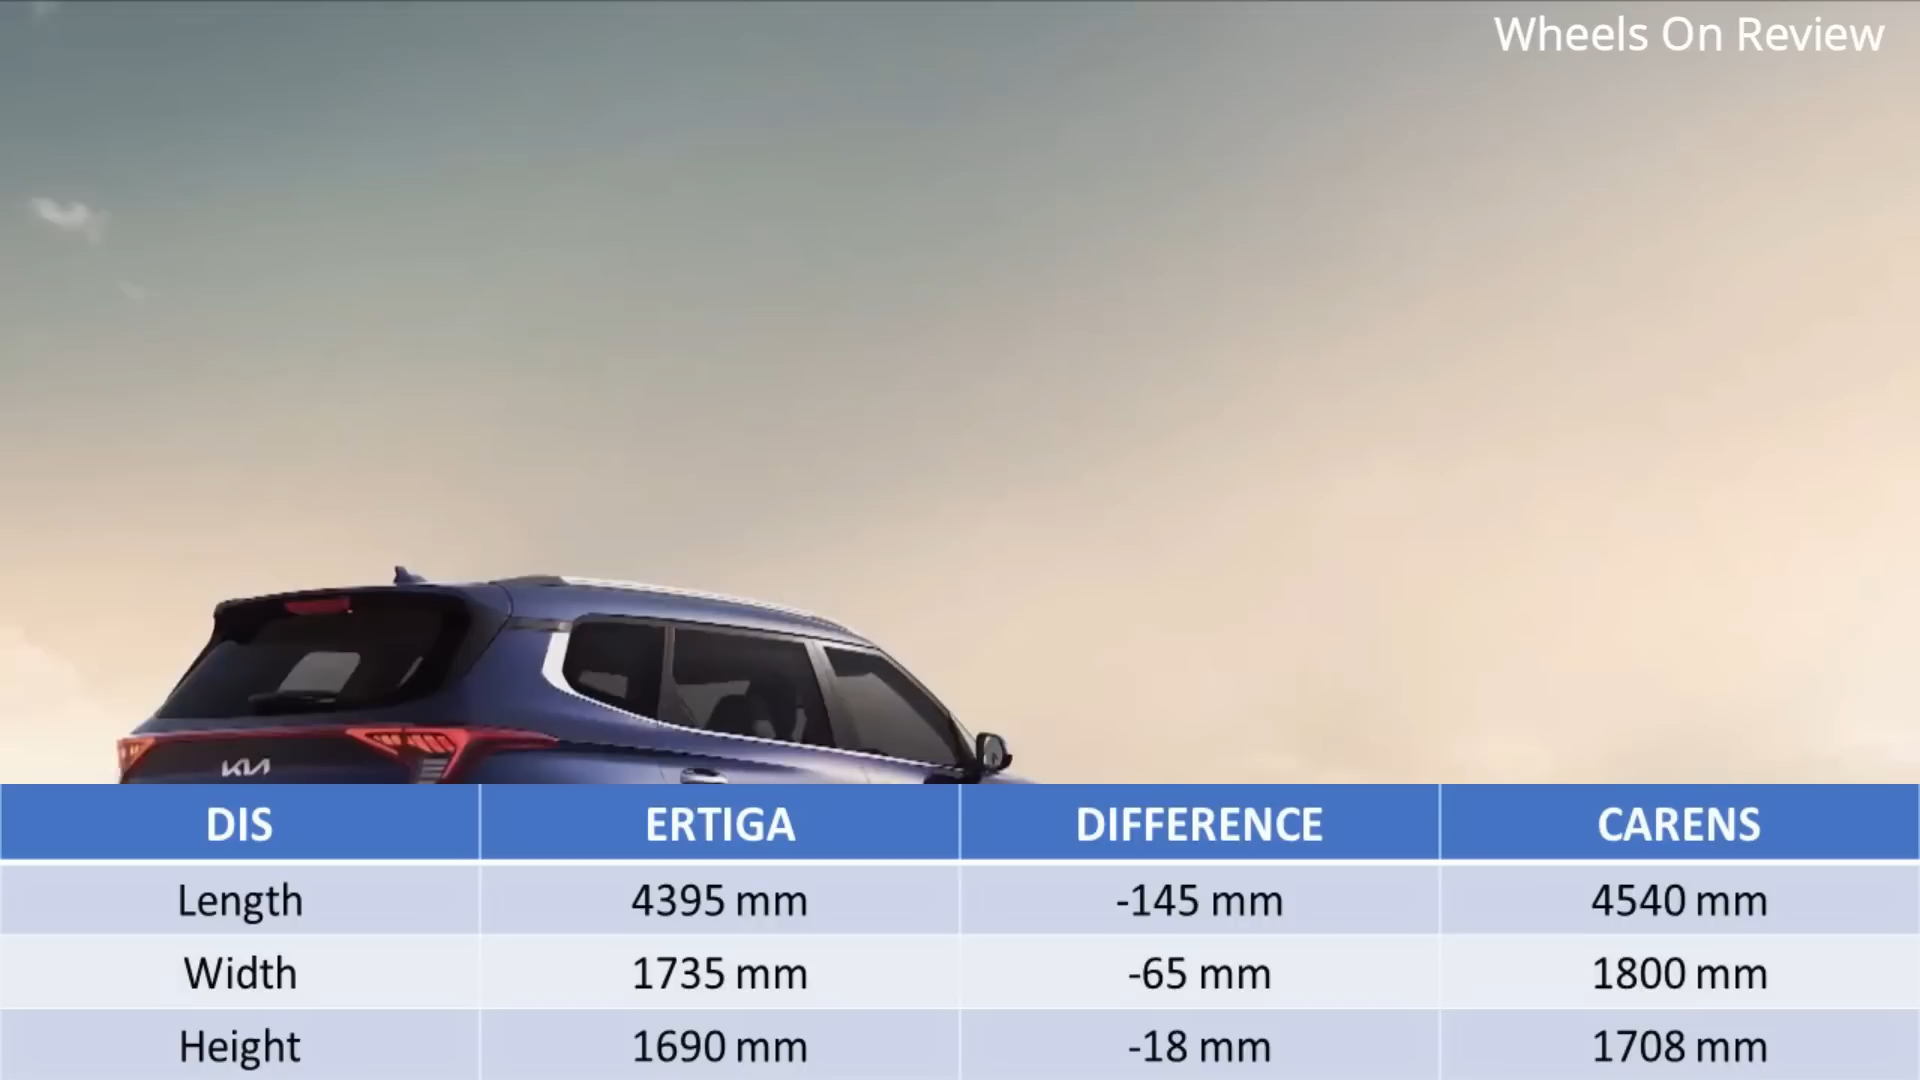 Wheels On Review
KIA
DIS ERTIGA DIFFERENCE CARENS
Length 4395 mm -145 mm 4540 mm
Width 1735 mm -65 mm 1800 mm
Height 1690 mm -18 mm 1708 mm